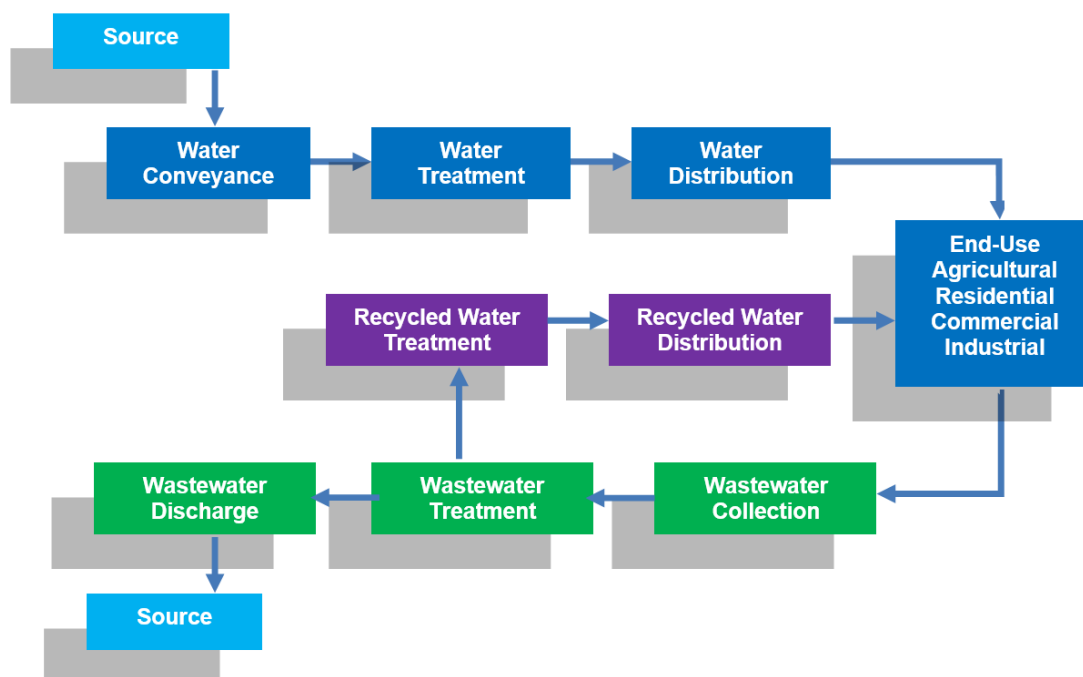 Source
Water
Conveyance
Water
Treatment
Water
Distribution
End-Use
Agricultural
Residential
Commercial
Industrial
Recycled Water
Treatment
Recycled Water
Distribution
Wastewater
Discharge
Wastewater
Treatment
Wastewater
Collection
Source